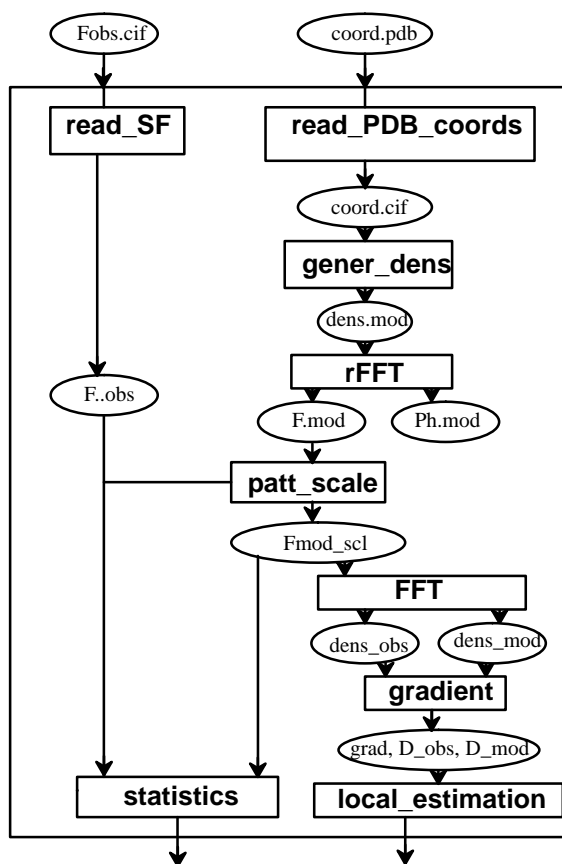 Fobs.cif
coord.pdb
read_SF
read_PDB_coords
coord.cif
gener_dens
dens.mod
rFFT
F..obs
F.mod
Ph.mod
patt_scale
Fmod_scl
FFT
dens_obs
dens_mod
gradient
grad, D_obs, D_mod
statistics
local_estimation